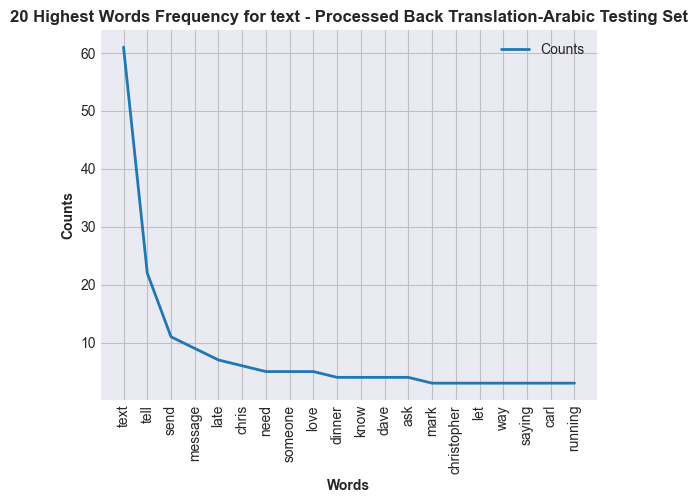 20 Highest Words Frequency for text - Processed Back Translation-Arabic Testing Set
Counts
60
50
40
30
20
10
Counts
text
tell
send
message
late
chris
need
someone
love
dinner
know
dave
ask
mark
christopher
let
way
saying
carl
running
Words